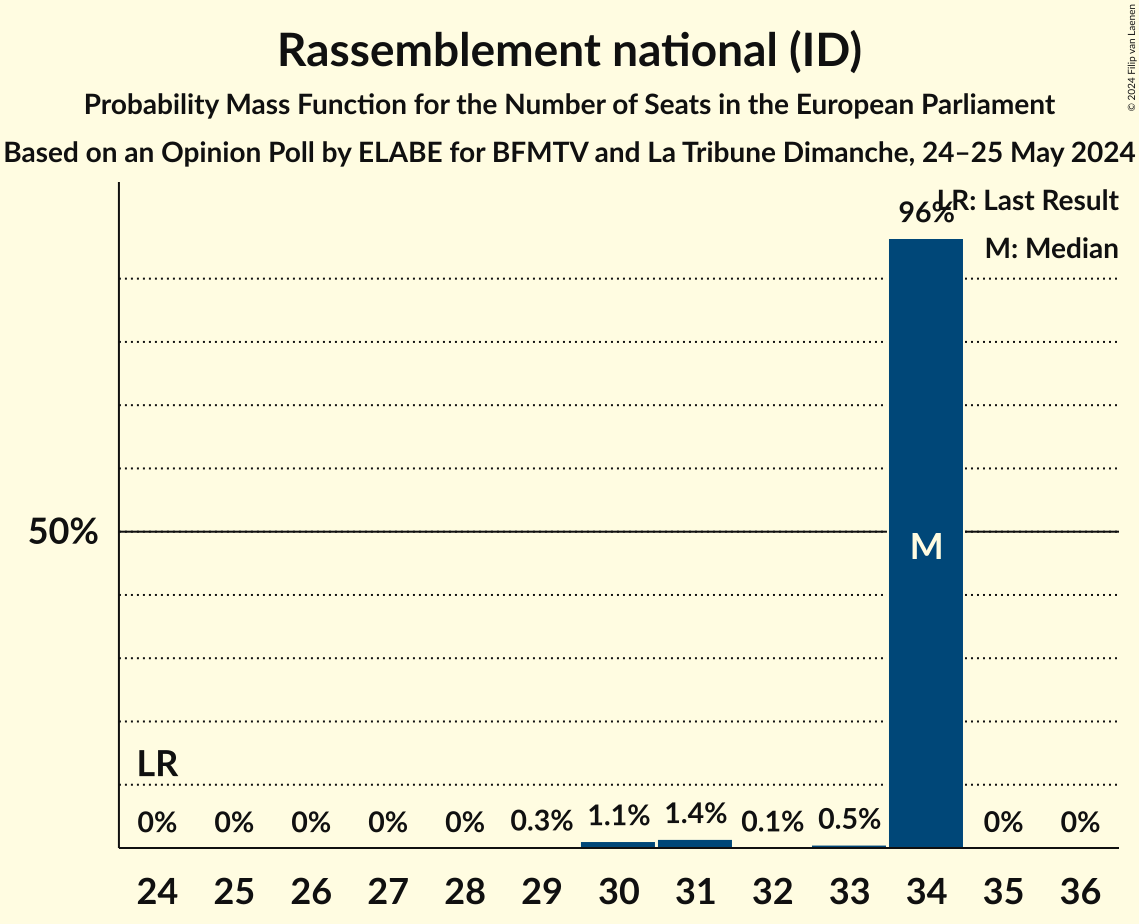 Rassemblement national (ID)
Probability Mass Function for the Number of Seats in the European Parliament
Based on an Opinion Poll by ELABE for BFMTV and La Tribune Dimanche, 24–25 May 2024
© 2024 Filip van Laenen
LR: Last Result
M: Median
96%
50%
M
LR
0% 0% 0% 0% 0% 0.3% 1.1% 1.4% 0.1% 0.5% 0% 0%
24 25 26 27 28 29 30 31 32 33 34 35 36